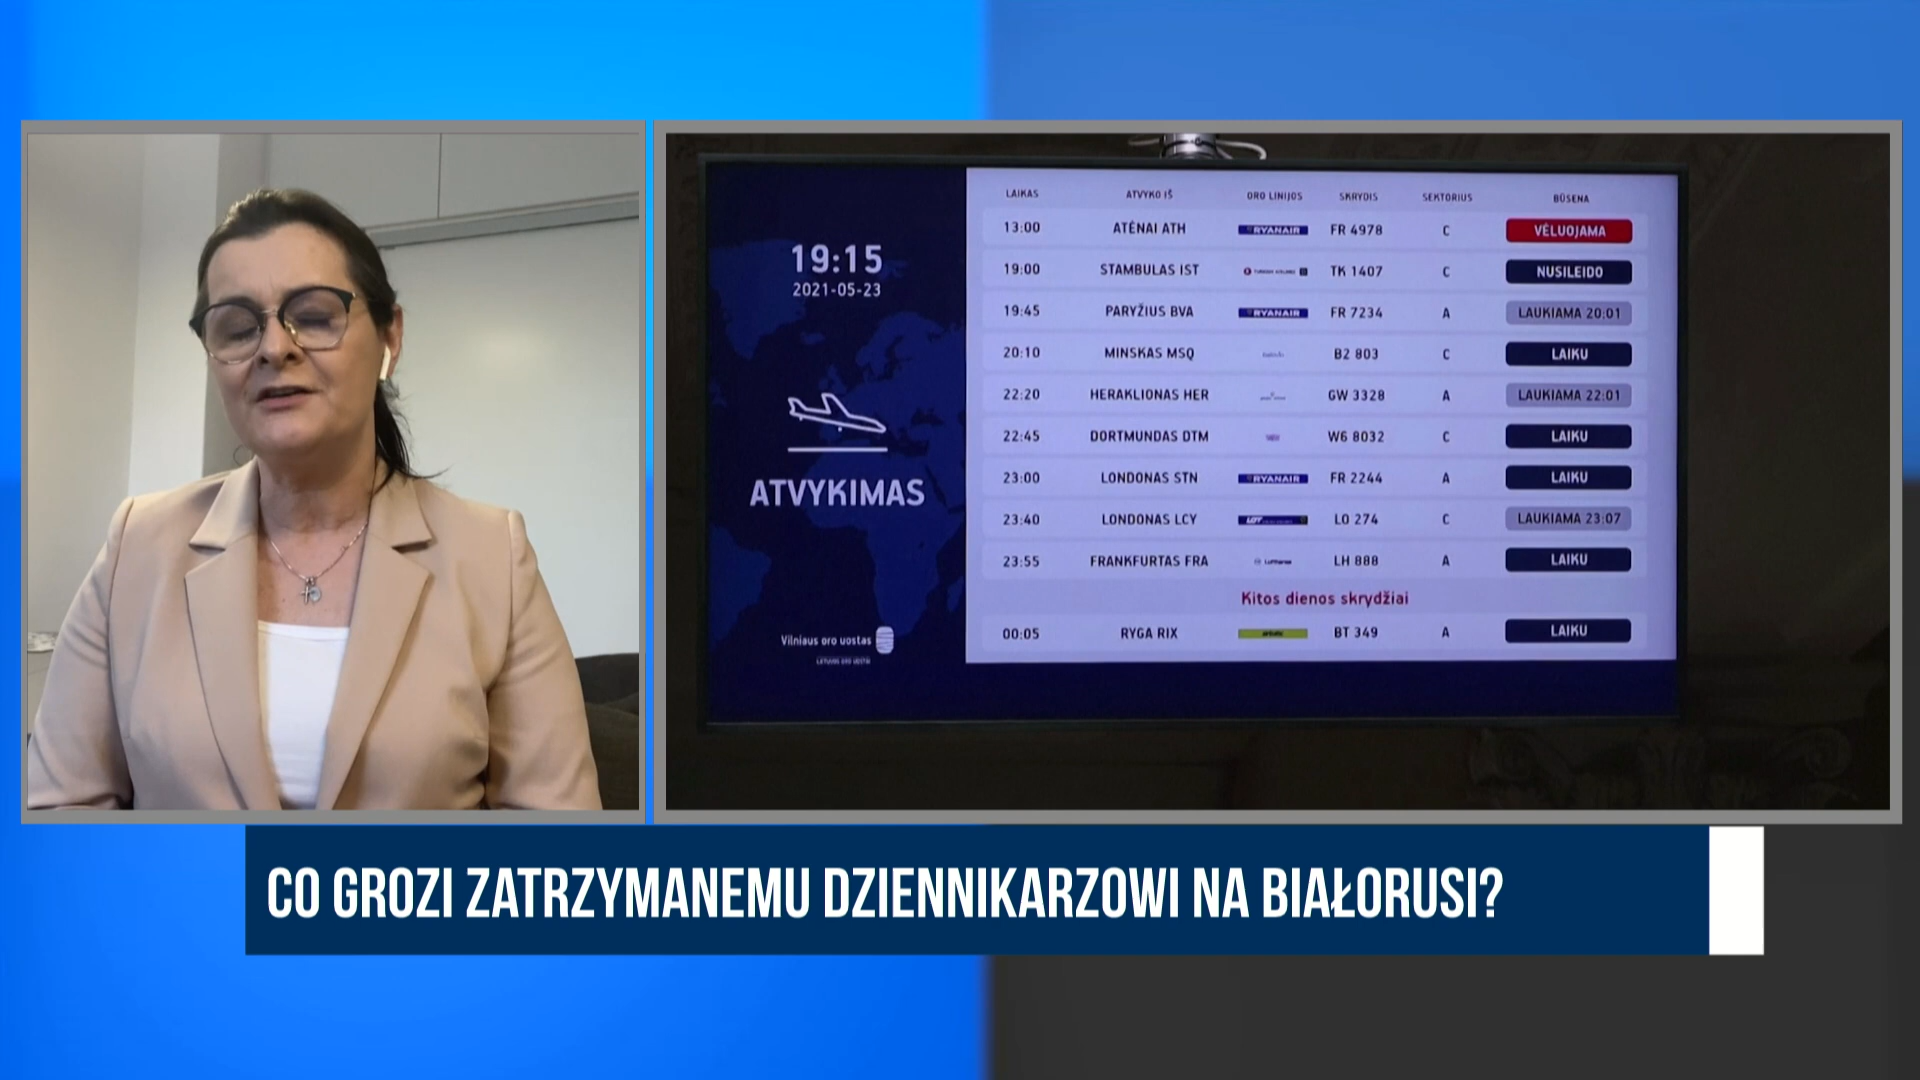 19:15
2021-05-23
ATVYKIMAS
Vilniaus oro uostas
LAIKAS ATVYKO IŠ ORO LINIJOS SKRYDIS SEKTORIUS BŪSENA
13:00 ATĖNAI ATH RYANAIR FR 4978 C VĖLUOJAMA
19:00 STAMBULAS IST TURKISH AIRLINES TK 1407 C NUSILEIDO
19:45 PARYŽIUS BVA RYANAIR FR 7234 A LAUKIAMA 20:01
20:10 MINSKAS MSQ B2 803 C LAIKU
22:20 HERAKLIONAS HER GW 3328 A LAUKIAMA 22:01
22:45 DORTMUNDAS DTM W6 8032 C LAIKU
23:00 LONDONAS STN RYANAIR FR 2244 A LAIKU
23:40 LONDONAS LCY LOT LO 274 C LAUKIAMA 23:07
23:55 FRANKFURTAS FRA Lufthansa LH 888 A LAIKU
Kitos dienos skrydžiai
00:05 RYGA RIX airBaltic BT 349 A LAIKU
CO GROZI ZATRZYMANEMU DZIENNIKARZOWI NA BIAŁORUSI?